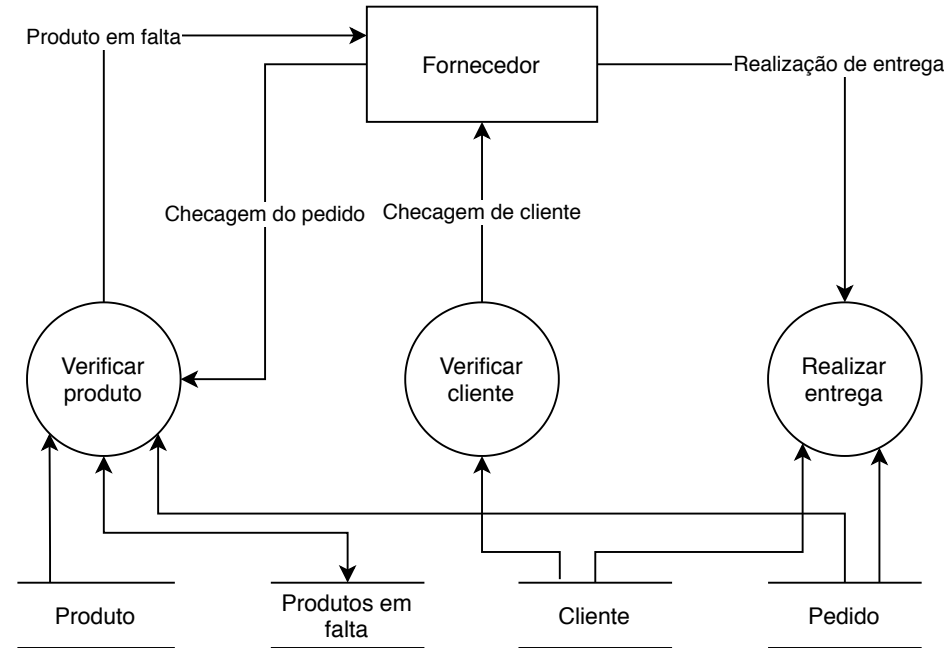 Produto em falta
Fornecedor
Realização de entrega
Checagem do pedido
Checagem de cliente
Verificar
produto
Verificar
cliente
Realizar
entrega
Produto
Produtos em
falta
Cliente
Pedido